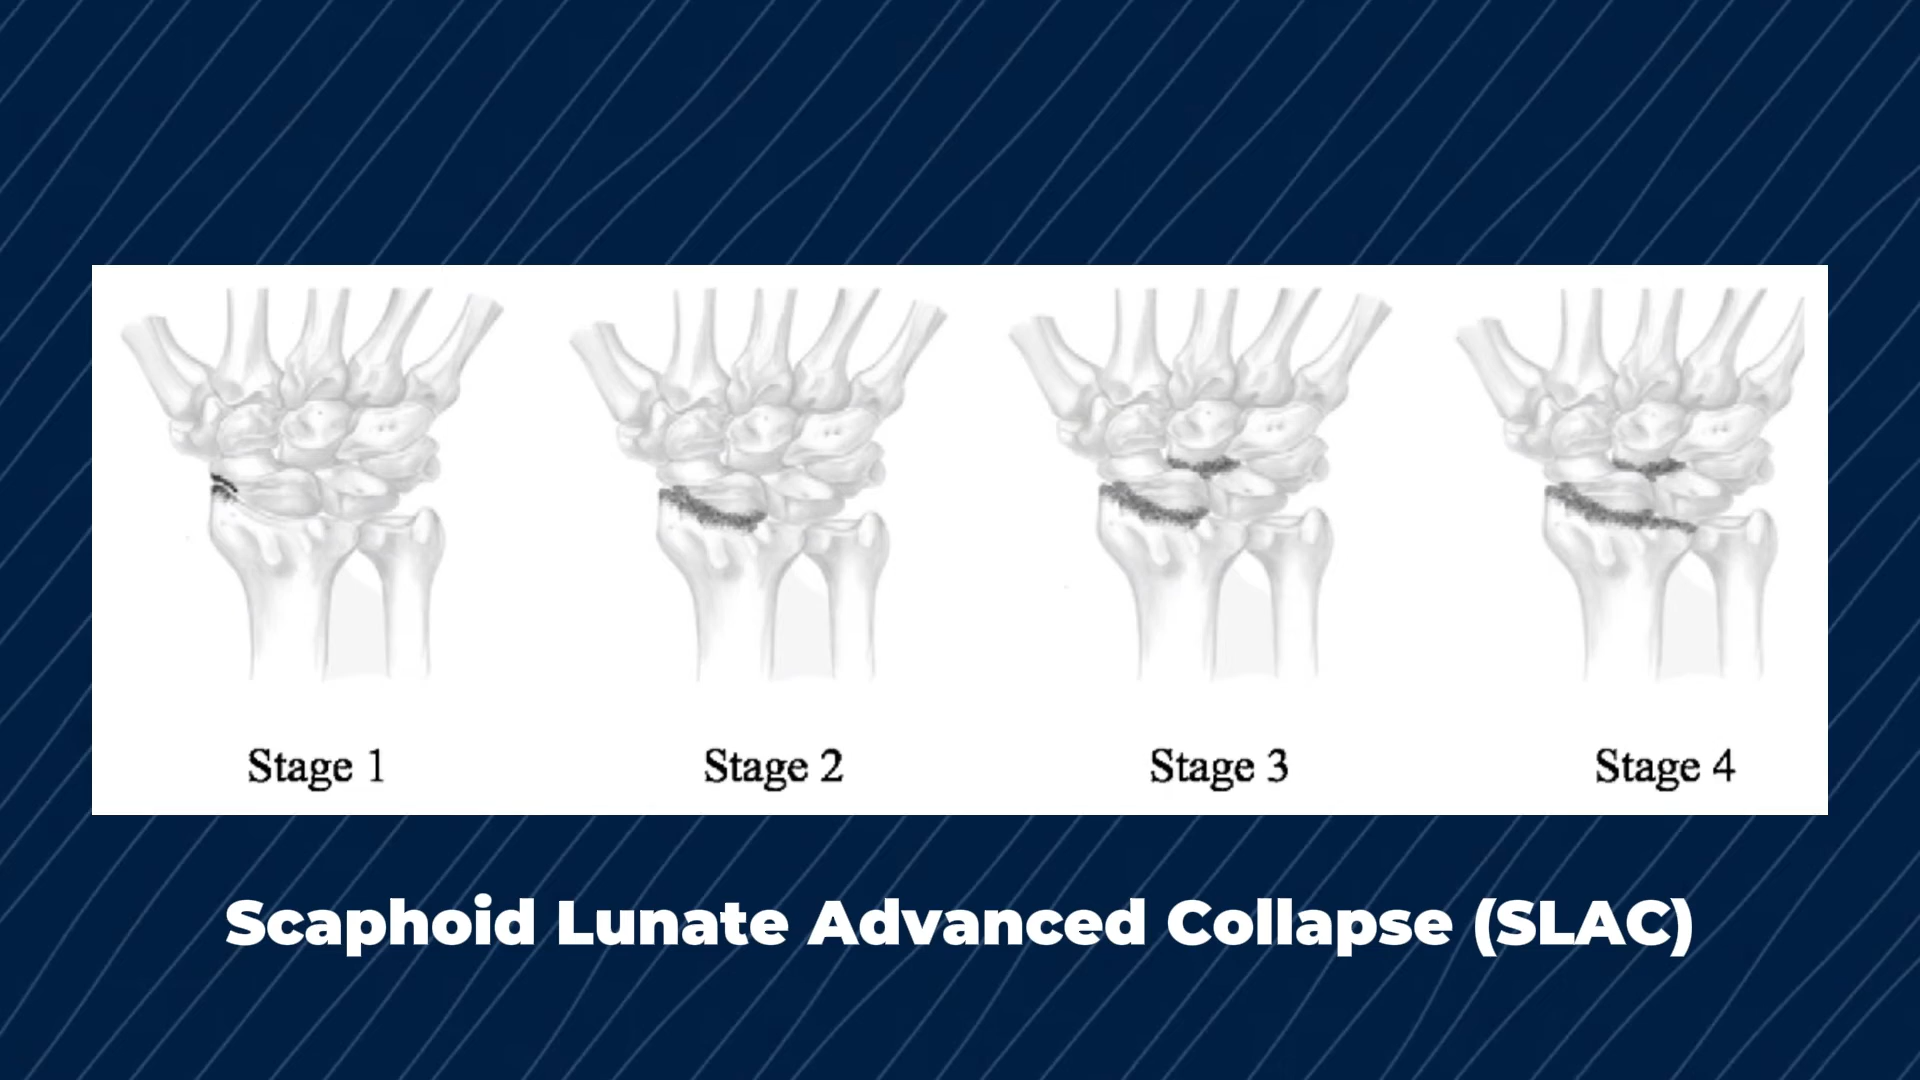 Stage 1
Stage 2
Stage 3
Stage 4
Scaphoid Lunate Advanced Collapse (SLAC)